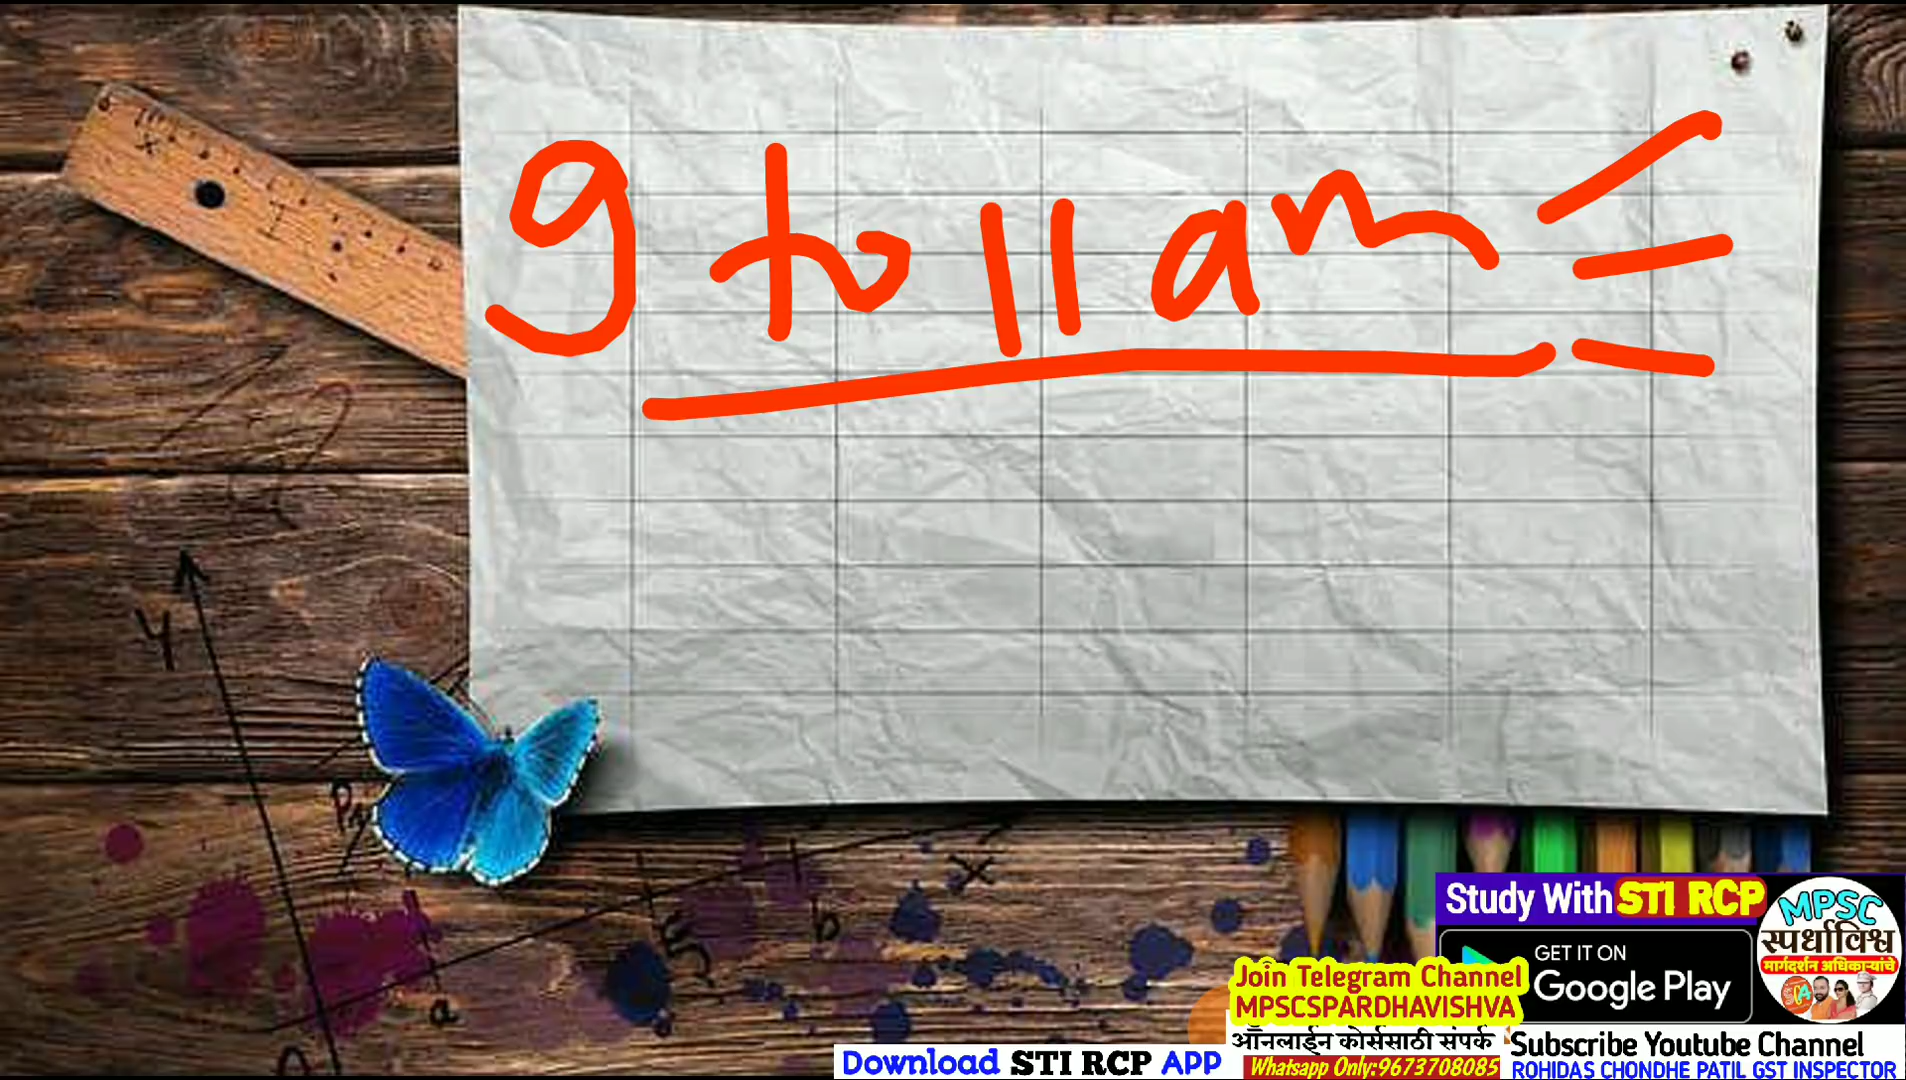 9 to 11 am
y
x
a
b
Study With STI RCP
MPSC
स्पर्धाविश्व
मार्गदर्शन अधिकाऱ्यांचे
GET IT ON
Google Play
Join Telegram Channel
MPSCSPARDHAVISHVA
ऑनलाईन कोर्ससाठी संपर्क
Whatsapp Only:9673708085
Download STI RCP APP
Subscribe Youtube Channel
ROHIDAS CHONDHE PATIL GST INSPECTOR